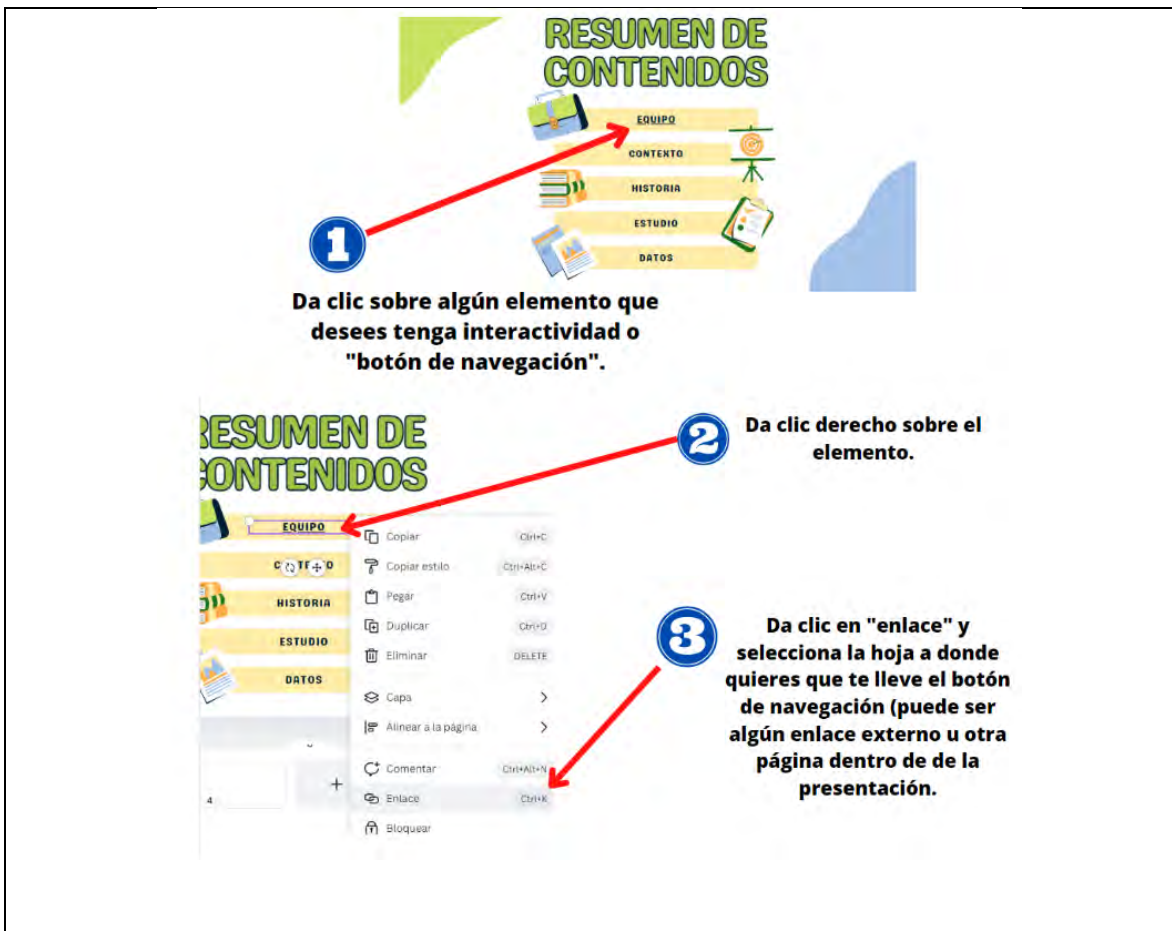 RESUMEN DE
CONTENIDOS
EQUIPO
CONTEXTO
HISTORIA
ESTUDIO
DATOS
1
Da clic sobre algún elemento que
desees tenga interactividad o
"botón de navegación".
RESUMEN DE
CONTENIDOS
2
Da clic derecho sobre el
elemento.
EQUIPO
HISTORIA
ESTUDIO
DATOS
4
Copiar Ctrl+C
Copiar estilo Ctrl+Alt+C
Pegar Ctrl+V
Duplicar Ctrl+D
Eliminar DELETE
Capa
Alinear a la página
Comentar Ctrl+Alt+N
Enlace Ctrl+K
Bloquear
3
Da clic en "enlace" y
selecciona la hoja a donde
quieres que te lleve el botón
de navegación (puede ser
algún enlace externo u otra
página dentro de de la
presentación.